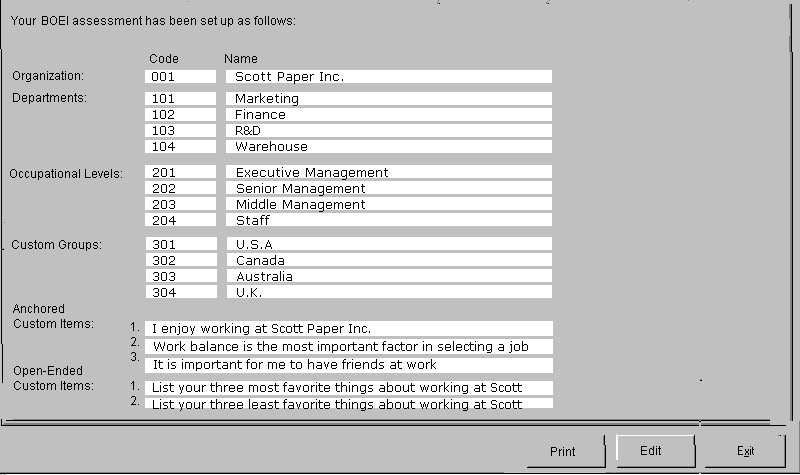 Your BOEI assessment has been set up as follows:
Code Name
Organization: 001 Scott Paper Inc.
Departments: 101 Marketing
102 Finance
103 R&D
104 Warehouse
Occupational Levels: 201 Executive Management
202 Senior Management
203 Middle Management
204 Staff
Custom Groups: 301 U.S.A
302 Canada
303 Australia
304 U.K.
Anchored
Custom Items: 1. I enjoy working at Scott Paper Inc.
2. Work balance is the most important factor in selecting a job
3. It is important for me to have friends at work
Open-Ended
Custom Items: 1. List your three most favorite things about working at Scott
2. List your three least favorite things about working at Scott
Print Edit Exit